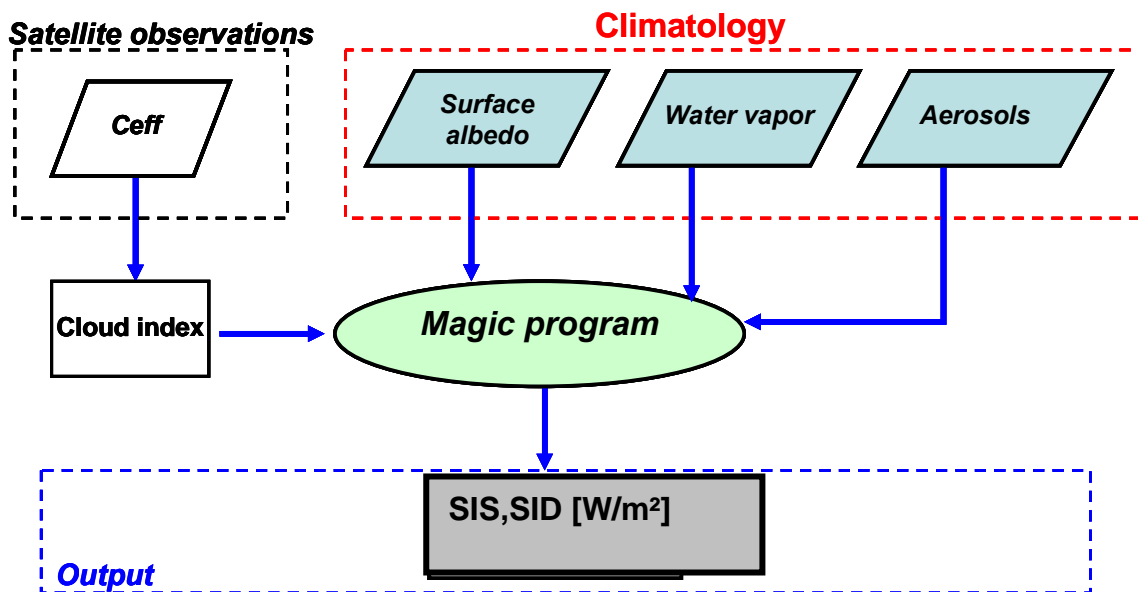 Satellite observations
Climatology
Ceff
Surface
albedo
Water vapor
Aerosols
Cloud index
Magic program
SIS,SID [W/m²]
Output